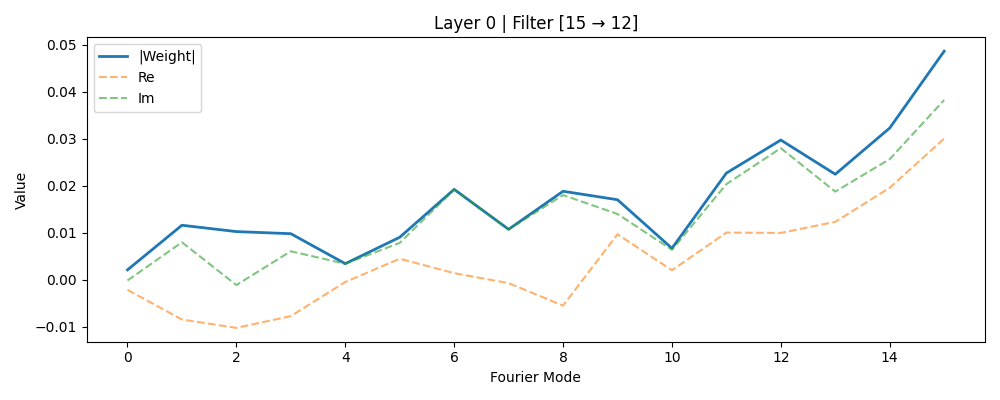 Layer 0 | Filter [15 → 12]
|Weight|
Re
Im
0.05
0.04
0.03
0.02
0.01
0.00
−0.01
Value
0 2 4 6 8 10 12 14
Fourier Mode